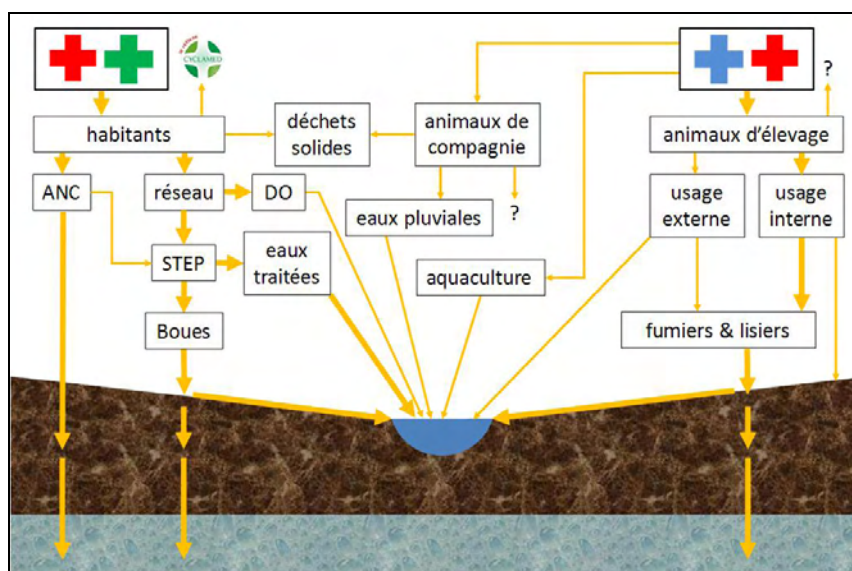 CYCLAMED
?
habitants
déchets
solides
animaux de
compagnie
animaux d'élevage
ANC
réseau
DO
eaux pluviales
?
usage
externe
usage
interne
STEP
eaux
traitées
aquaculture
Boues
fumiers & lisiers